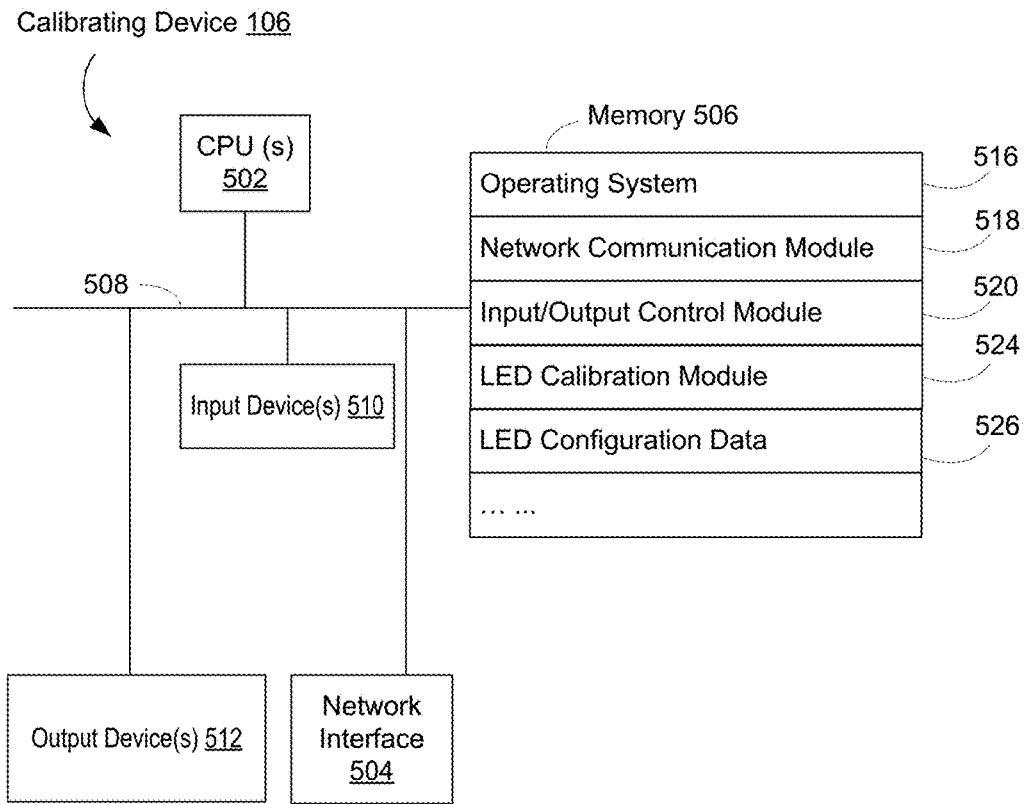 Calibrating Device 106
Memory 506
CPU (s)
502
Operating System
516
Network Communication Module
518
508
Input/Output Control Module
520
LED Calibration Module
524
Input Device(s) 510
LED Configuration Data
526
... ...
Output Device(s) 512
Network
Interface
504